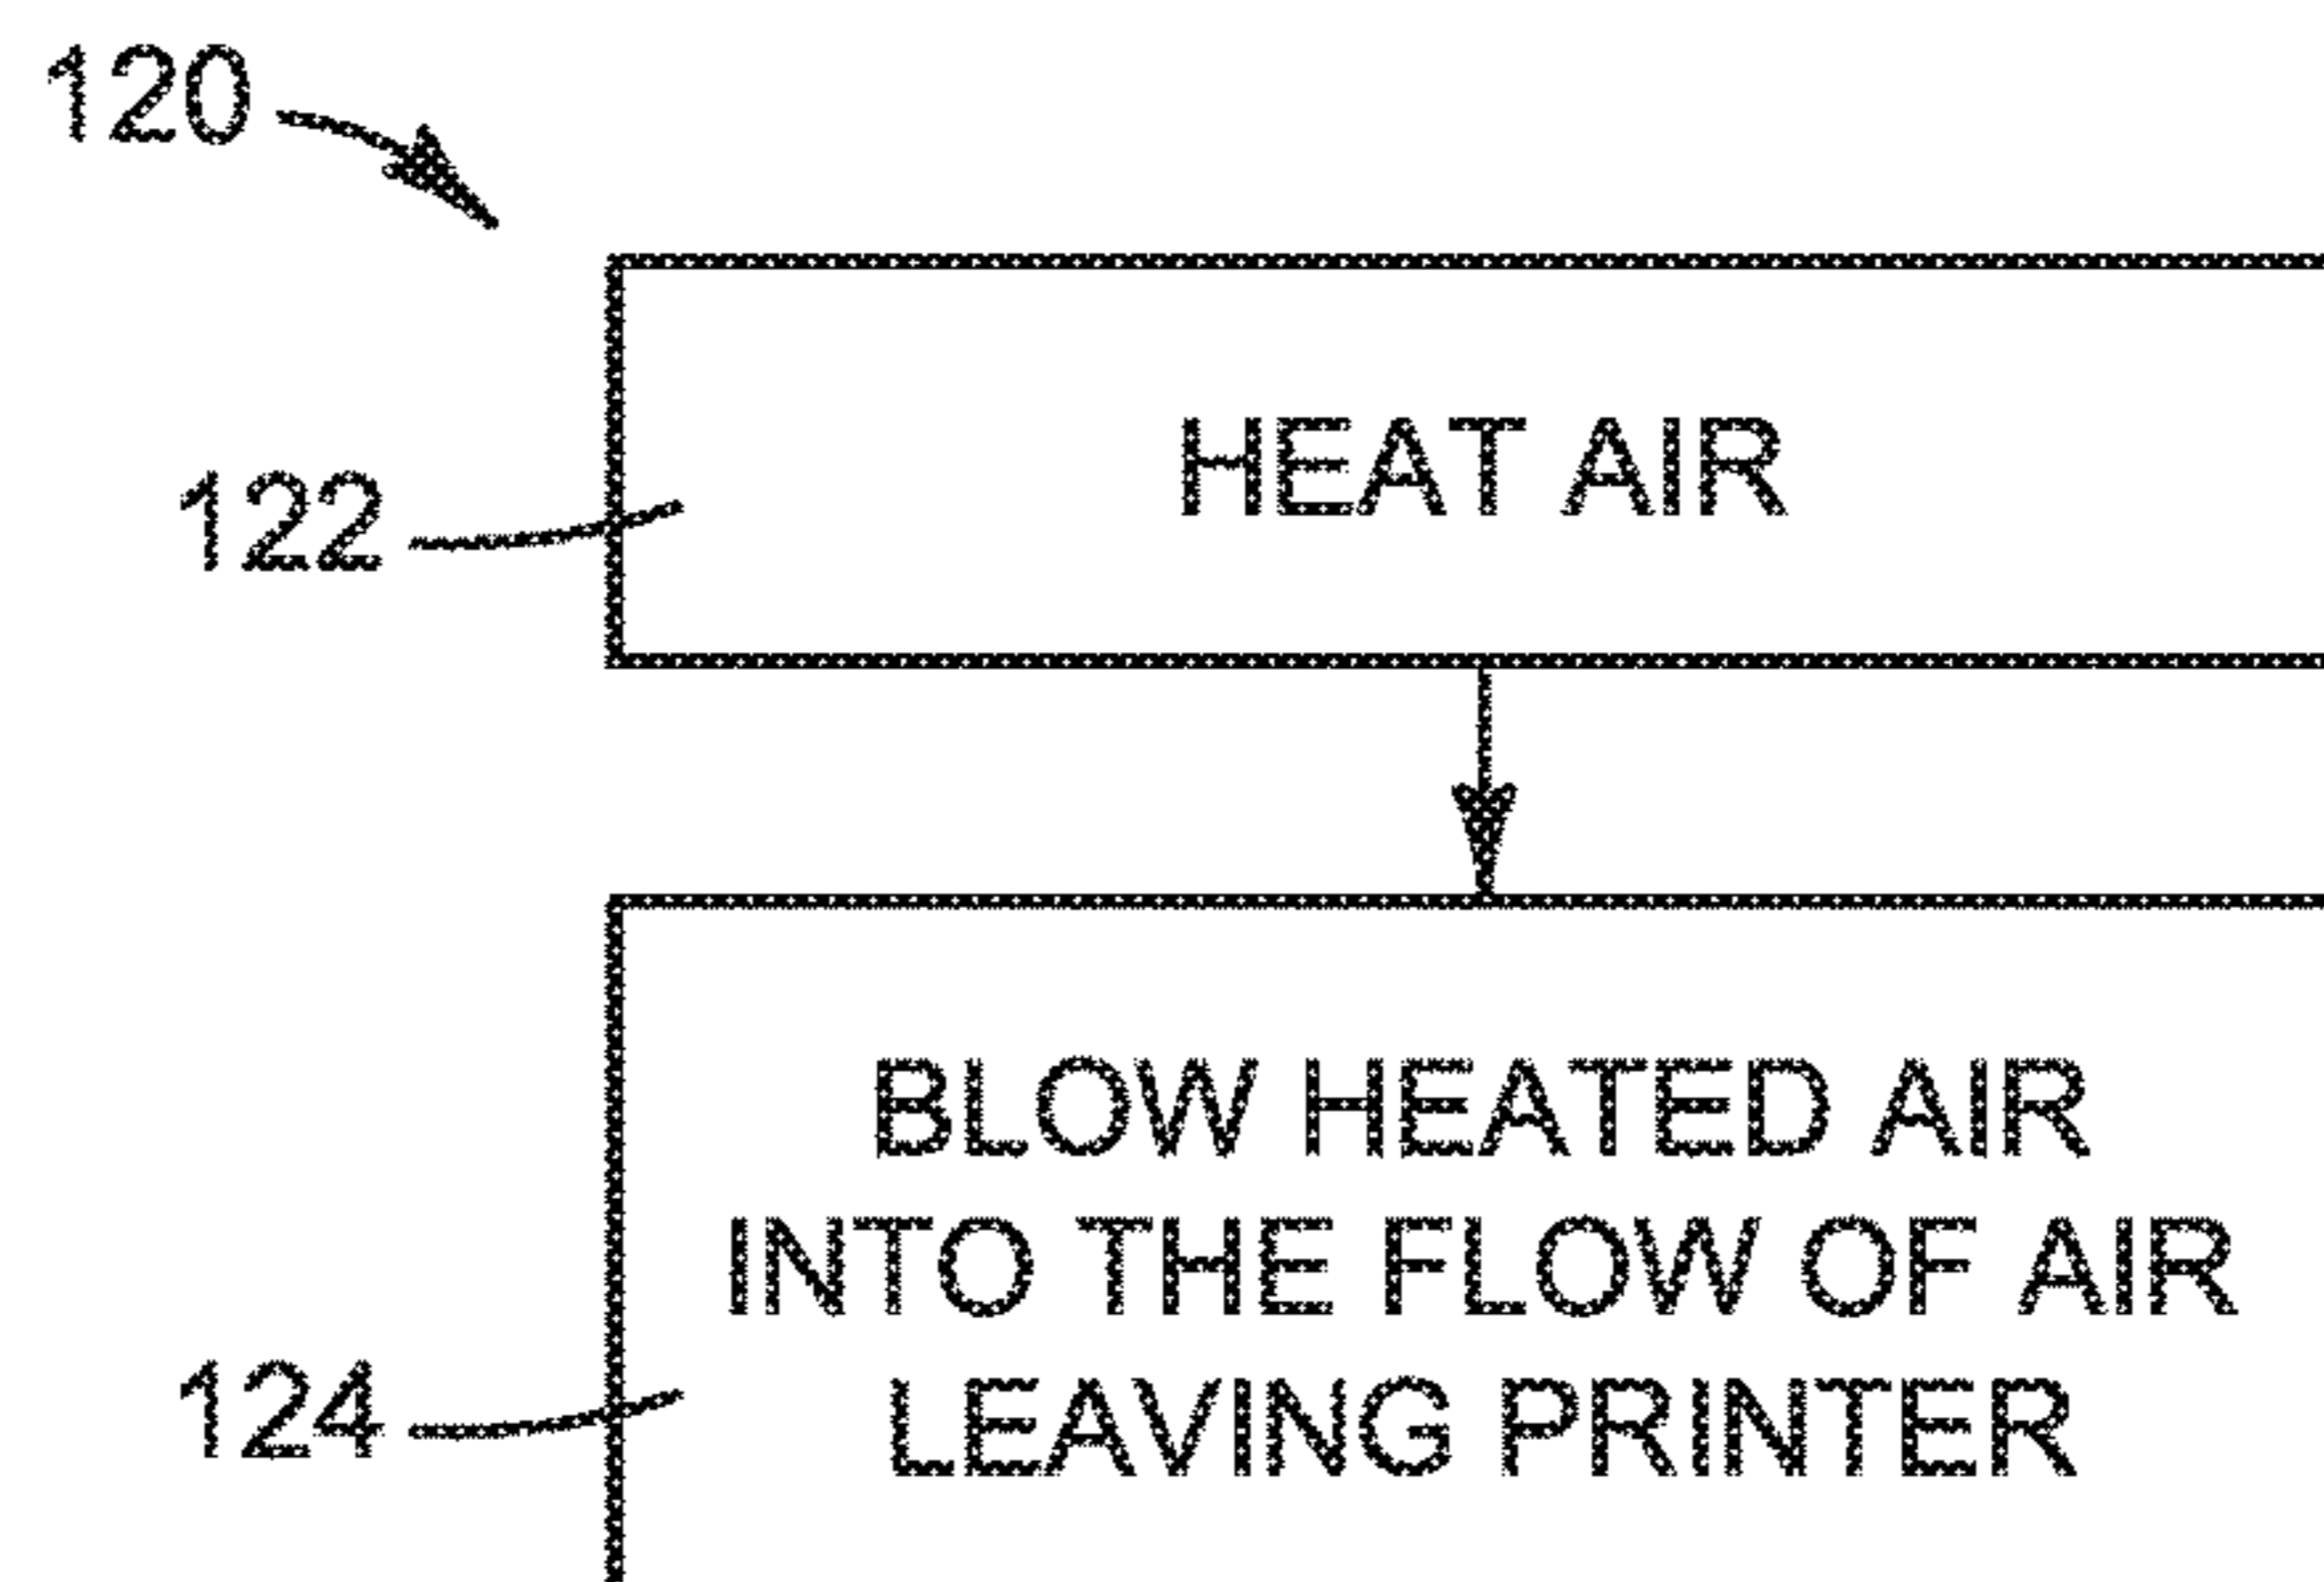 120
HEAT AIR
122
BLOW HEATED AIR
INTO THE FLOW OF AIR
LEAVING PRINTER
124